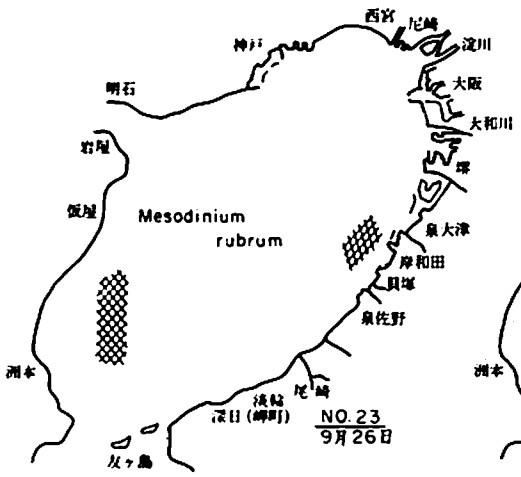 西宮
尼崎
淀川
神戸
大阪
明石
大和川
岩屋
堺
仮屋
Mesodinium
rubrum
泉大津
岸和田
貝塚
泉佐野
洲本
洲本
尾崎
淡輪
深日(岬町)
NO.23
9月26日
友ヶ島